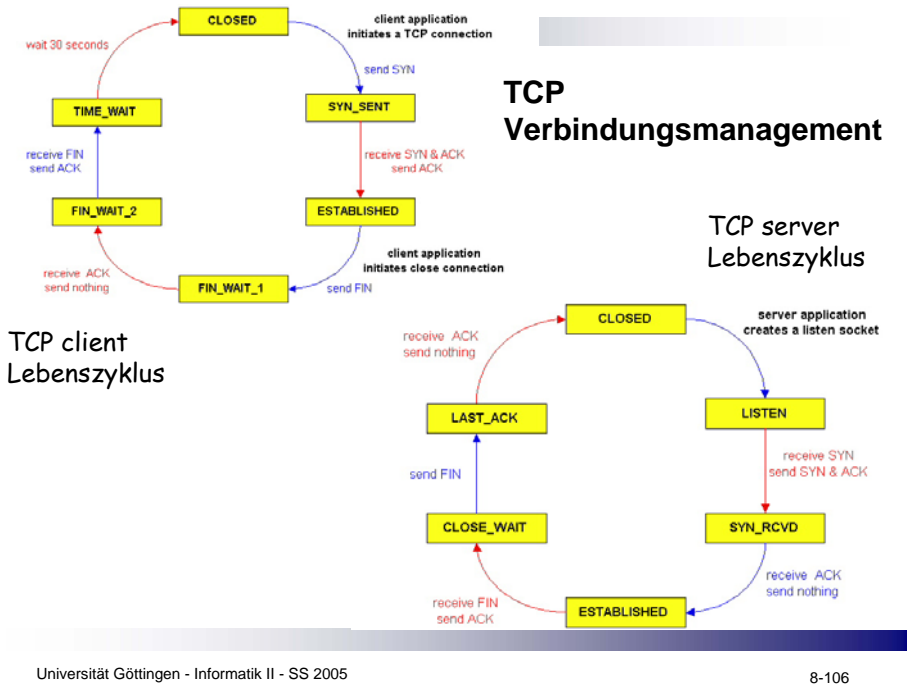 CLOSED
client application
initiates a TCP connection
wait 30 seconds
send SYN
TIME_WAIT
SYN_SENT
receive FIN
send ACK
receive SYN & ACK
send ACK
FIN_WAIT_2
ESTABLISHED
client application
initiates close connection
receive ACK
send nothing
FIN_WAIT_1
send FIN
TCP
Verbindungsmanagement
TCP client
Lebenszyklus
TCP server
Lebenszyklus
CLOSED
server application
creates a listen socket
receive ACK
send nothing
LAST_ACK
LISTEN
receive SYN
send SYN & ACK
send FIN
CLOSE_WAIT
SYN_RCVD
receive ACK
send nothing
receive FIN
send ACK
ESTABLISHED
Universität Göttingen - Informatik II - SS 2005
8-106